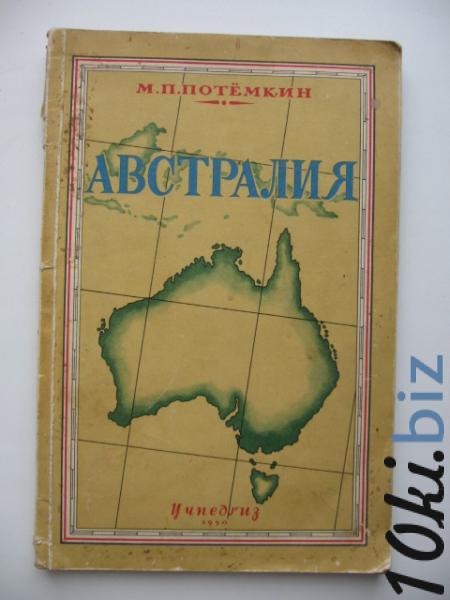 М.П.ПОТЁМКИН
АВСТРАЛИЯ
Учпедгиз
1950
10ki.biz